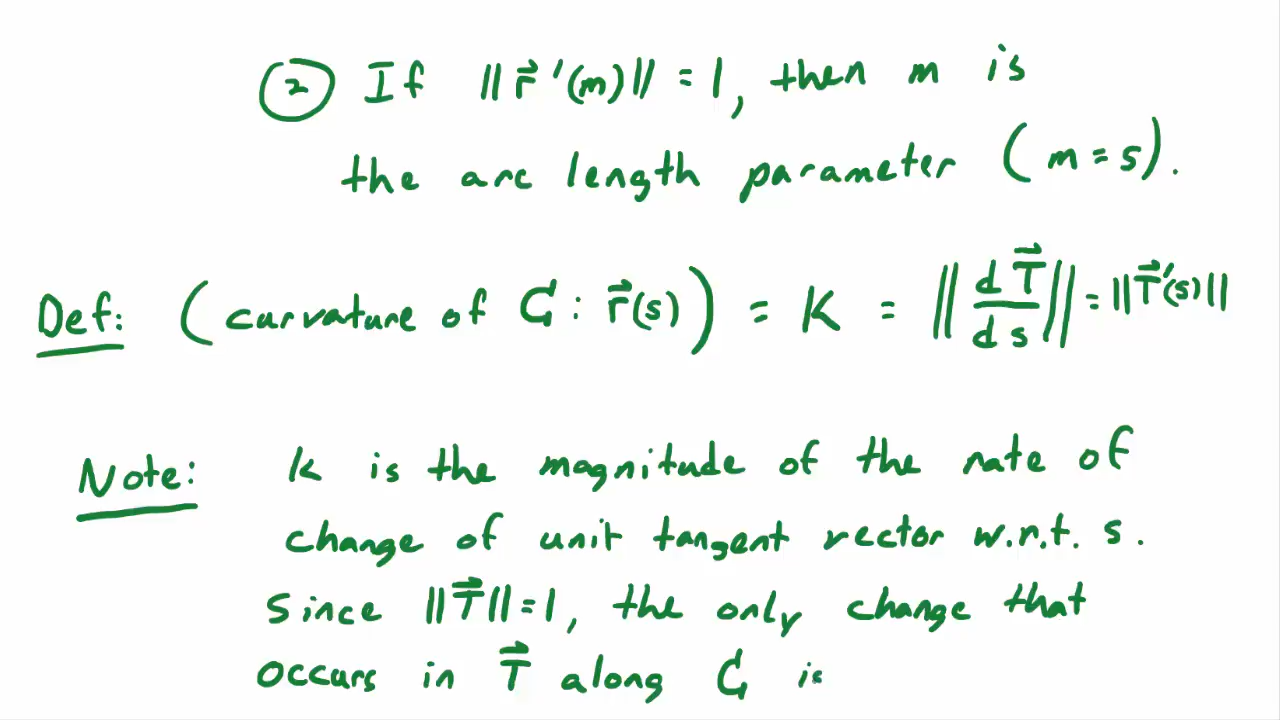 ② If ||r⃗ '(m)|| = 1, then m is
the arc length parameter (m = s).
Def: (curvature of C : r⃗(s)) = K = ||dT⃗/ds|| = ||T⃗'(s)||
Note: K is the magnitude of the rate of
change of unit tangent vector w.r.t. s.
Since ||T⃗|| = 1, the only change that
occurs in T⃗ along C is